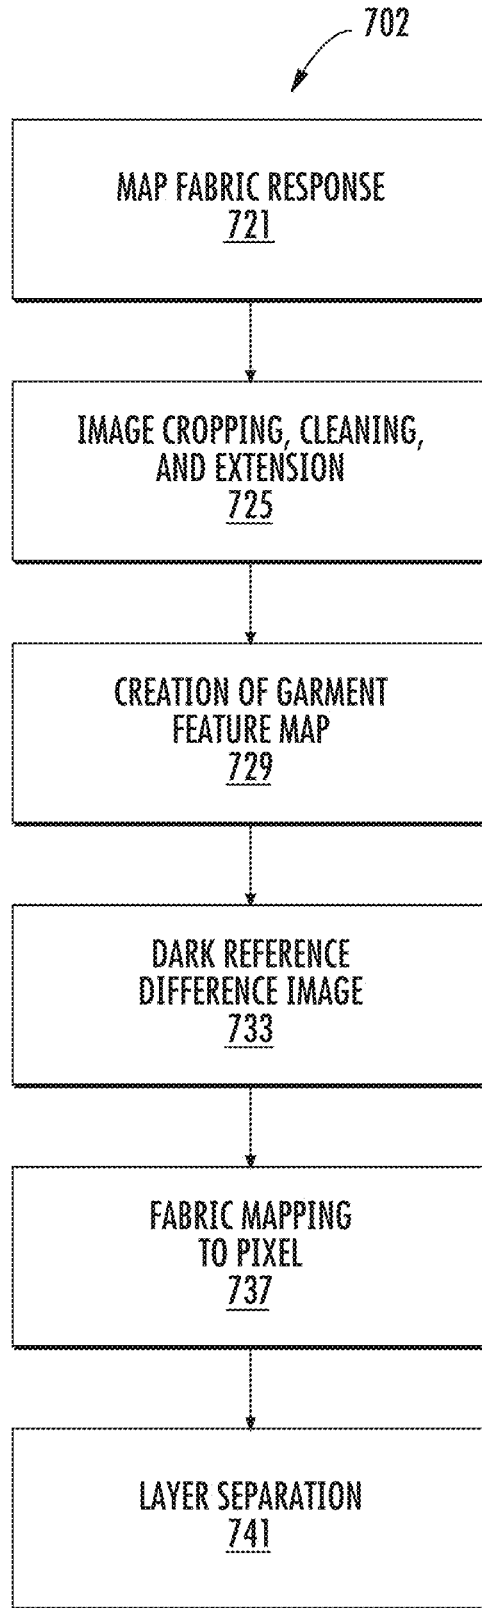 702
MAP FABRIC RESPONSE
721
IMAGE CROPPING, CLEANING,
AND EXTENSION
725
CREATION OF GARMENT
FEATURE MAP
729
DARK REFERENCE
DIFFERENCE IMAGE
733
FABRIC MAPPING
TO PIXEL
737
LAYER SEPARATION
741